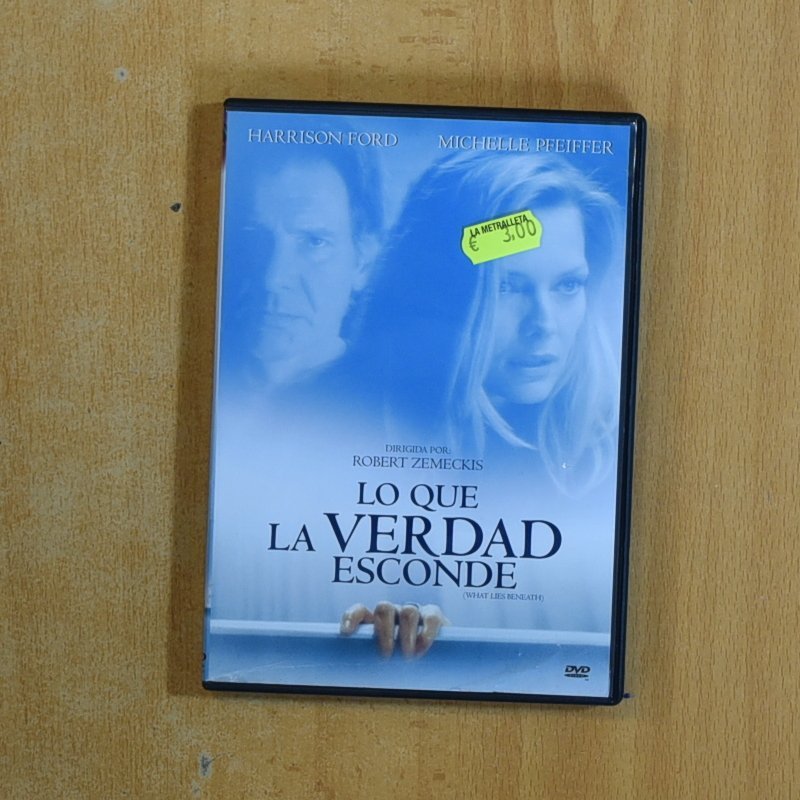 HARRISON FORD MICHELLE PFEIFFER
LA METRALLETA
€ 3,00
DIRIGIDA POR:
ROBERT ZEMECKIS
LO QUE
LA VERDAD
ESCONDE
(WHAT LIES BENEATH)
DVD